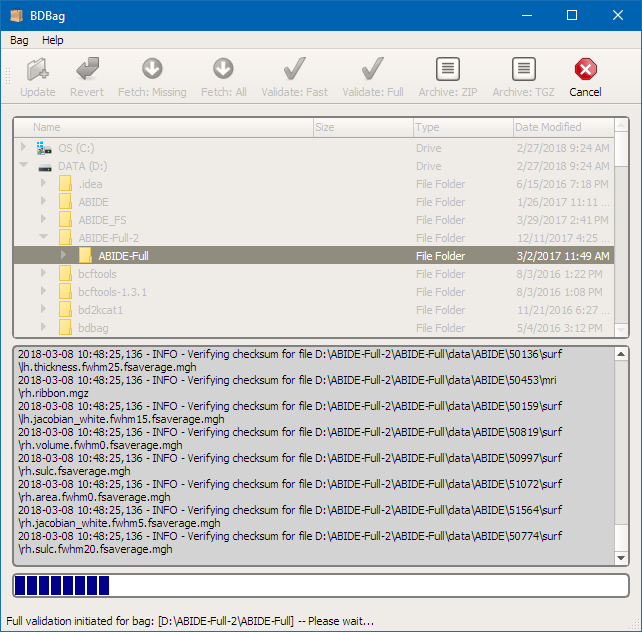 BDBag
Bag Help
Update Revert Fetch: Missing Fetch: All Validate: Fast Validate: Full Archive: ZIP Archive: TGZ Cancel
Name Size Type Date Modified
OS (C:) Drive 2/27/2018 9:24 AM
DATA (D:) Drive 2/27/2018 9:24 AM
.idea File Folder 6/15/2016 7:18 PM
ABIDE File Folder 1/26/2017 11:11 ...
ABIDE_FS File Folder 3/29/2017 2:41 PM
ABIDE-Full-2 File Folder 12/11/2017 4:25 ...
ABIDE-Full File Folder 3/2/2017 11:49 AM
bcftools File Folder 8/3/2016 1:22 PM
bcftools-1.3.1 File Folder 8/3/2016 1:08 PM
bd2kcat1 File Folder 11/21/2016 6:27 ...
bdbag File Folder 5/4/2016 3:12 PM
2018-03-08 10:48:25,136 - INFO - Verifying checksum for file D:\ABIDE-Full-2\ABIDE-Full\data\ABIDE\50136\surf
\lh.thickness.fwhm25.fsaverage.mgh
2018-03-08 10:48:25,136 - INFO - Verifying checksum for file D:\ABIDE-Full-2\ABIDE-Full\data\ABIDE\50453\mri
\rh.ribbon.mgz
2018-03-08 10:48:25,136 - INFO - Verifying checksum for file D:\ABIDE-Full-2\ABIDE-Full\data\ABIDE\50159\surf
\lh.jacobian_white.fwhm15.fsaverage.mgh
2018-03-08 10:48:25,136 - INFO - Verifying checksum for file D:\ABIDE-Full-2\ABIDE-Full\data\ABIDE\50819\surf
\rh.volume.fwhm0.fsaverage.mgh
2018-03-08 10:48:25,136 - INFO - Verifying checksum for file D:\ABIDE-Full-2\ABIDE-Full\data\ABIDE\50997\surf
\rh.sulc.fsaverage.mgh
2018-03-08 10:48:25,136 - INFO - Verifying checksum for file D:\ABIDE-Full-2\ABIDE-Full\data\ABIDE\51072\surf
\rh.area.fwhm0.fsaverage.mgh
2018-03-08 10:48:25,136 - INFO - Verifying checksum for file D:\ABIDE-Full-2\ABIDE-Full\data\ABIDE\51564\surf
\rh.jacobian_white.fwhm5.fsaverage.mgh
2018-03-08 10:48:25,136 - INFO - Verifying checksum for file D:\ABIDE-Full-2\ABIDE-Full\data\ABIDE\50774\surf
\rh.sulc.fwhm20.fsaverage.mgh
Full validation initiated for bag: [D:\ABIDE-Full-2\ABIDE-Full] -- Please wait...